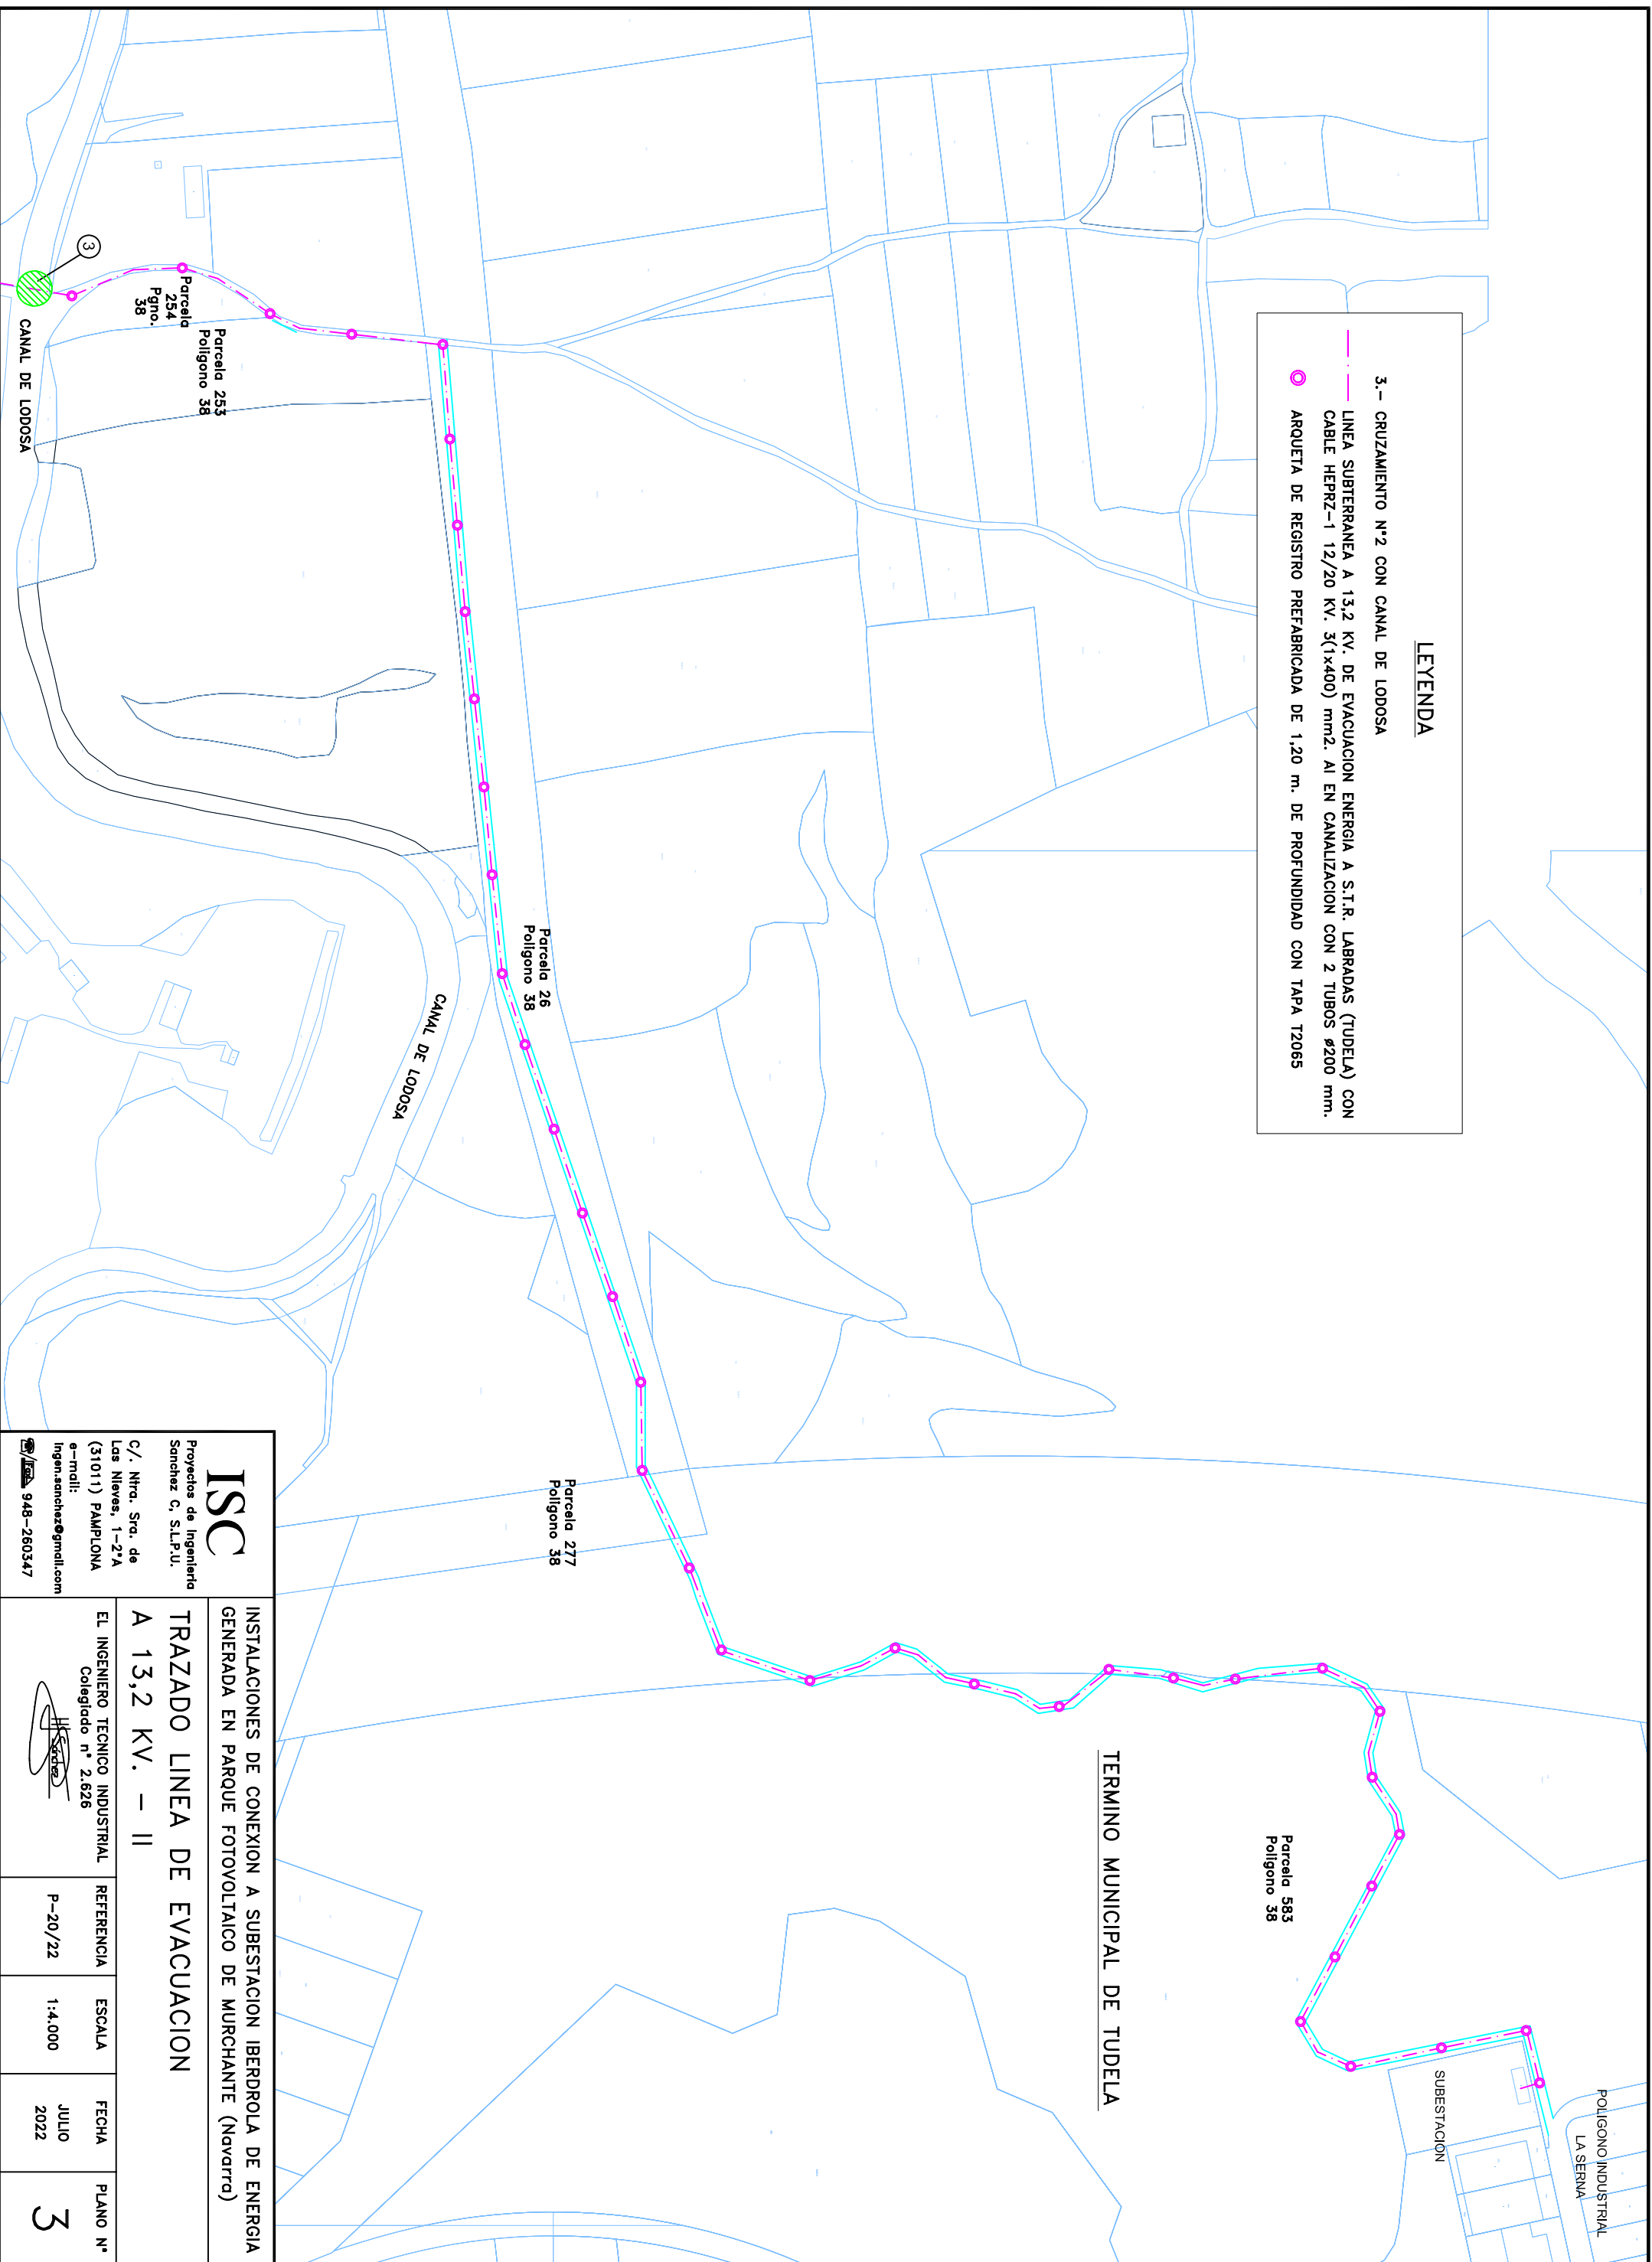 LEYENDA
3.- CRUZAMIENTO Nº2 CON CANAL DE LODOSA
LINEA SUBTERRANEA A 13,2 KV. DE EVACUACION ENERGIA A S.T.R. LABRADAS (TUDELA) CON
CABLE HEPRZ-1 12/20 KV. 3(1x400) mm2. Al EN CANALIZACION CON 2 TUBOS ø200 mm.
ARQUETA DE REGISTRO PREFABRICADA DE 1,20 m. DE PROFUNDIDAD CON TAPA T2065
POLIGONO INDUSTRIAL
LA SERNA
SUBESTACION
Parcela 583
Poligono 38
TERMINO MUNICIPAL DE TUDELA
Parcela 277
Poligono 38
Parcela 26
Poligono 38
CANAL DE LODOSA
Parcela 253
Poligono 38
Parcela
254
Pgno.
38
3
CANAL DE LODOSA
ISC
Proyectos de Ingenieria
Sanchez C, S.L.P.U.
C/. Ntra. Sra. de
Las Nieves, 1-2ºA
(31011) PAMPLONA
e-mail:
ingen.sanchez@gmail.com
/Fax 948-260347
INSTALACIONES DE CONEXION A SUBESTACION IBERDROLA DE ENERGIA
GENERADA EN PARQUE FOTOVOLTAICO DE MURCHANTE (Navarra)
TRAZADO LINEA DE EVACUACION
A 13,2 KV. - II
EL INGENIERO TECNICO INDUSTRIAL
Colegiado nº 2.626
REFERENCIA
P-20/22
ESCALA
1:4.000
FECHA
JULIO
2022
PLANO Nº
3